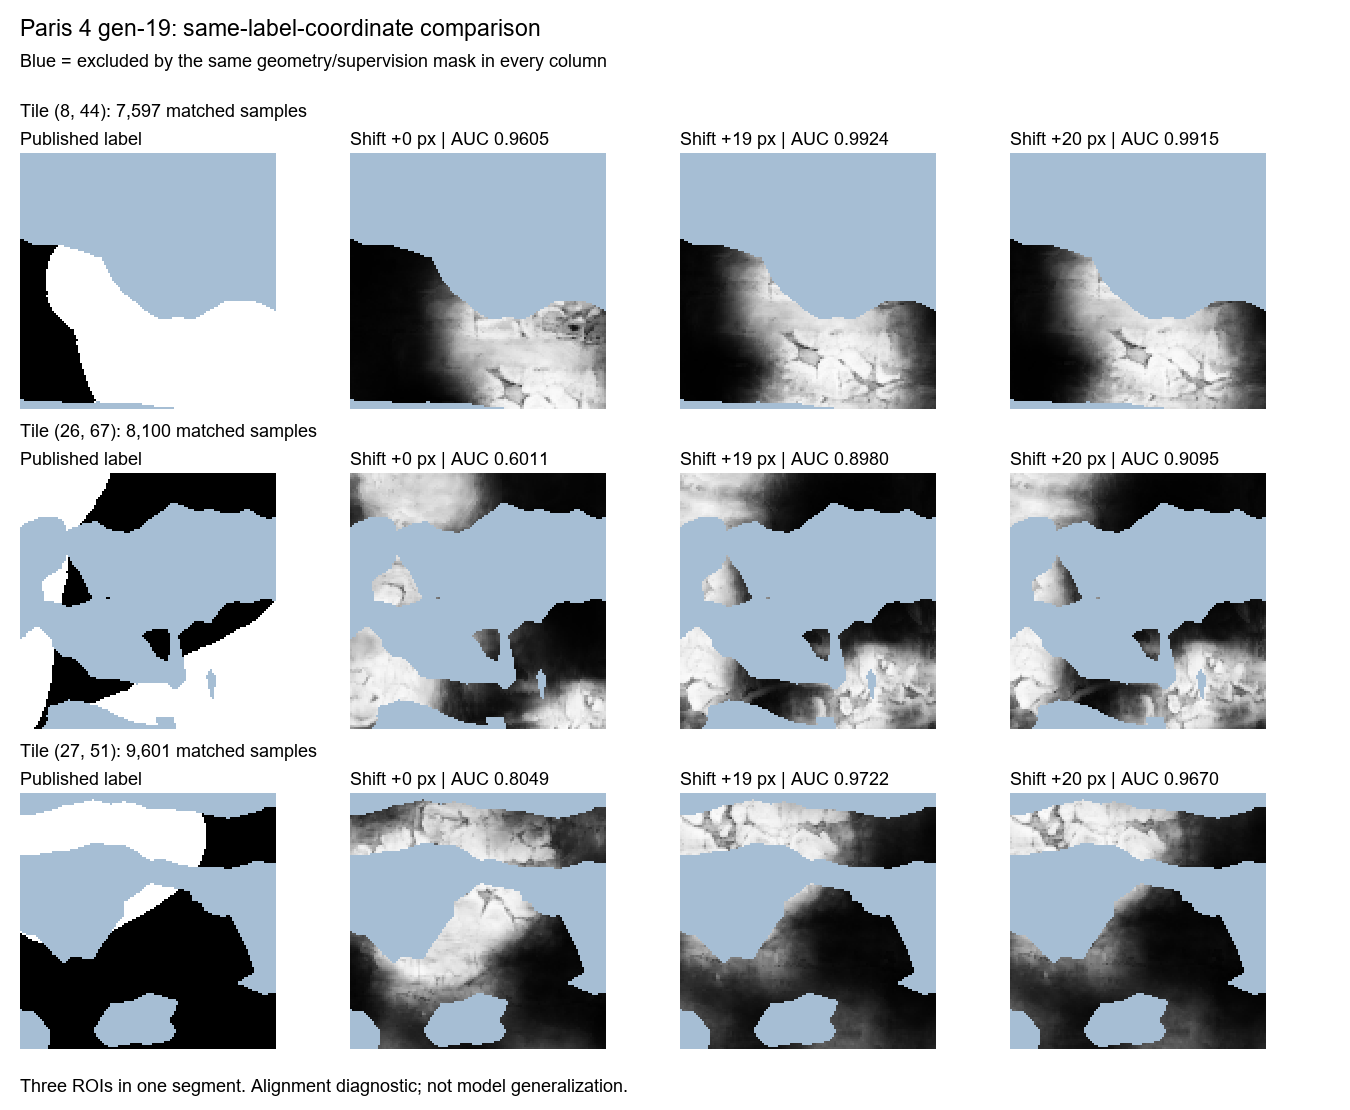 Paris 4 gen-19: same-label-coordinate comparison
Blue = excluded by the same geometry/supervision mask in every column
Tile (8, 44): 7,597 matched samples
Published label
Shift +0 px | AUC 0.9605
Shift +19 px | AUC 0.9924
Shift +20 px | AUC 0.9915
Tile (26, 67): 8,100 matched samples
Published label
Shift +0 px | AUC 0.6011
Shift +19 px | AUC 0.8980
Shift +20 px | AUC 0.9095
Tile (27, 51): 9,601 matched samples
Published label
Shift +0 px | AUC 0.8049
Shift +19 px | AUC 0.9722
Shift +20 px | AUC 0.9670
Three ROIs in one segment. Alignment diagnostic; not model generalization.